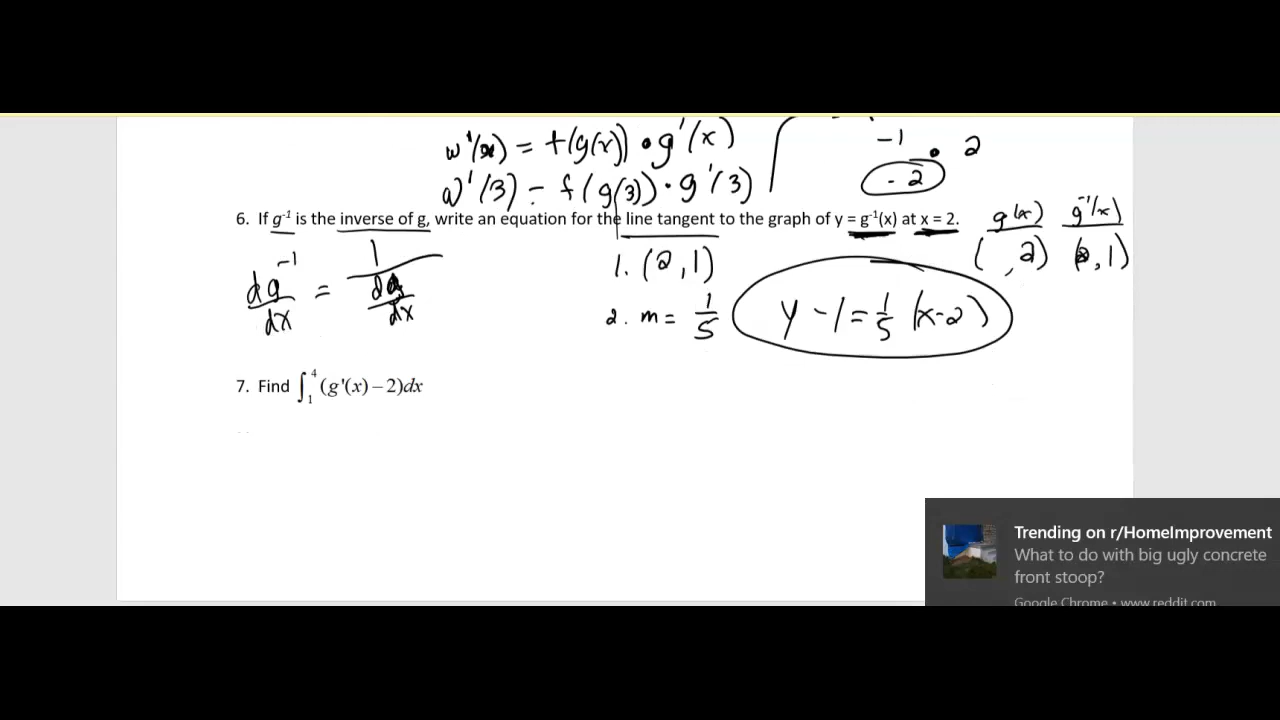 w'(x) = f(g(x)) • g'(x)
-1 • 2
w'(3) = f(g(3)) • g'(3)
-2
6. If g⁻¹ is the inverse of g, write an equation for the line tangent to the graph of y = g⁻¹(x) at x = 2.
g(x) g⁻¹(x)
( , 2) (2, 1)
dg⁻¹/dx = 1/(dg/dx)
1. (2, 1)
2. m = 1/5
y - 1 = 1/5 (x-2)
7. Find ∫₁⁴ (g'(x) – 2)dx
Trending on r/HomeImprovement
What to do with big ugly concrete
front stoop?
Google Chrome • www.reddit.com